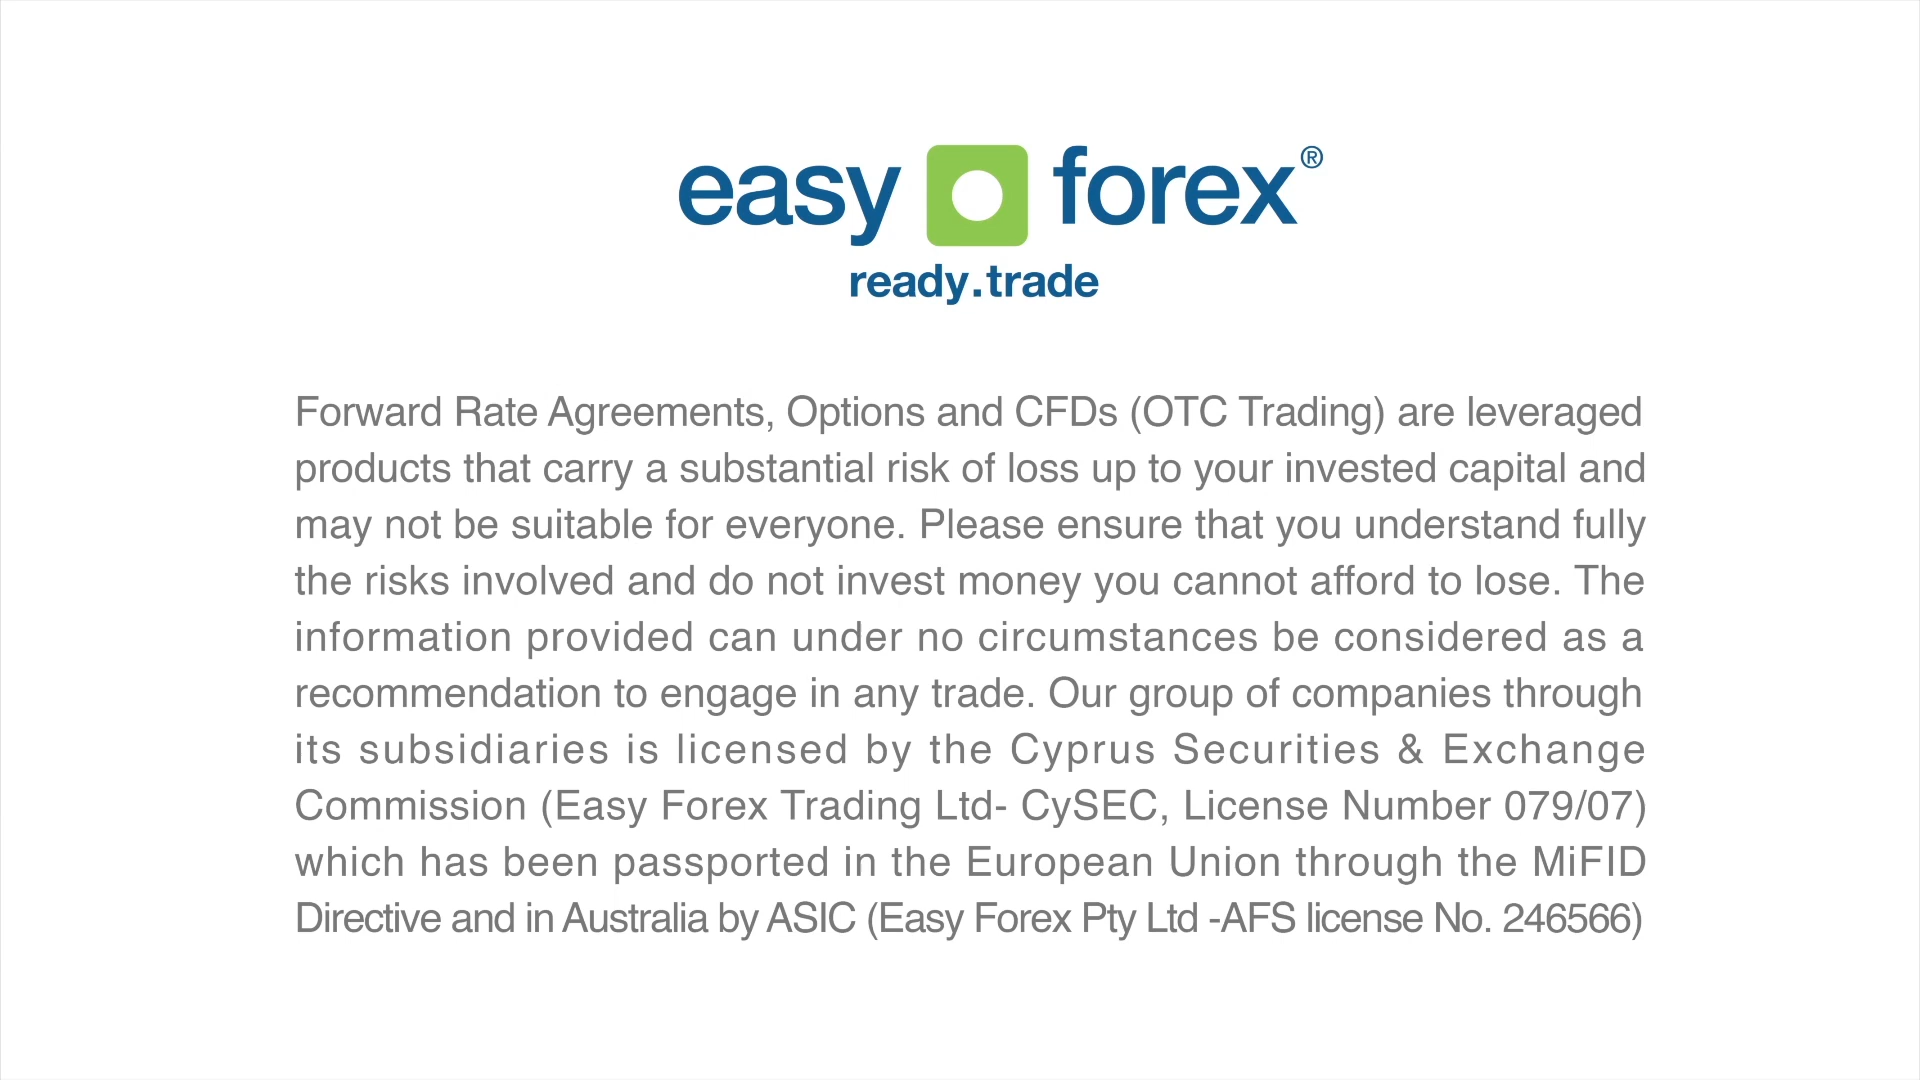 easy forex®
ready.trade
Forward Rate Agreements, Options and CFDs (OTC Trading) are leveraged
products that carry a substantial risk of loss up to your invested capital and
may not be suitable for everyone. Please ensure that you understand fully
the risks involved and do not invest money you cannot afford to lose. The
information provided can under no circumstances be considered as a
recommendation to engage in any trade. Our group of companies through
its subsidiaries is licensed by the Cyprus Securities & Exchange
Commission (Easy Forex Trading Ltd- CySEC, License Number 079/07)
which has been passported in the European Union through the MiFID
Directive and in Australia by ASIC (Easy Forex Pty Ltd -AFS license No. 246566)